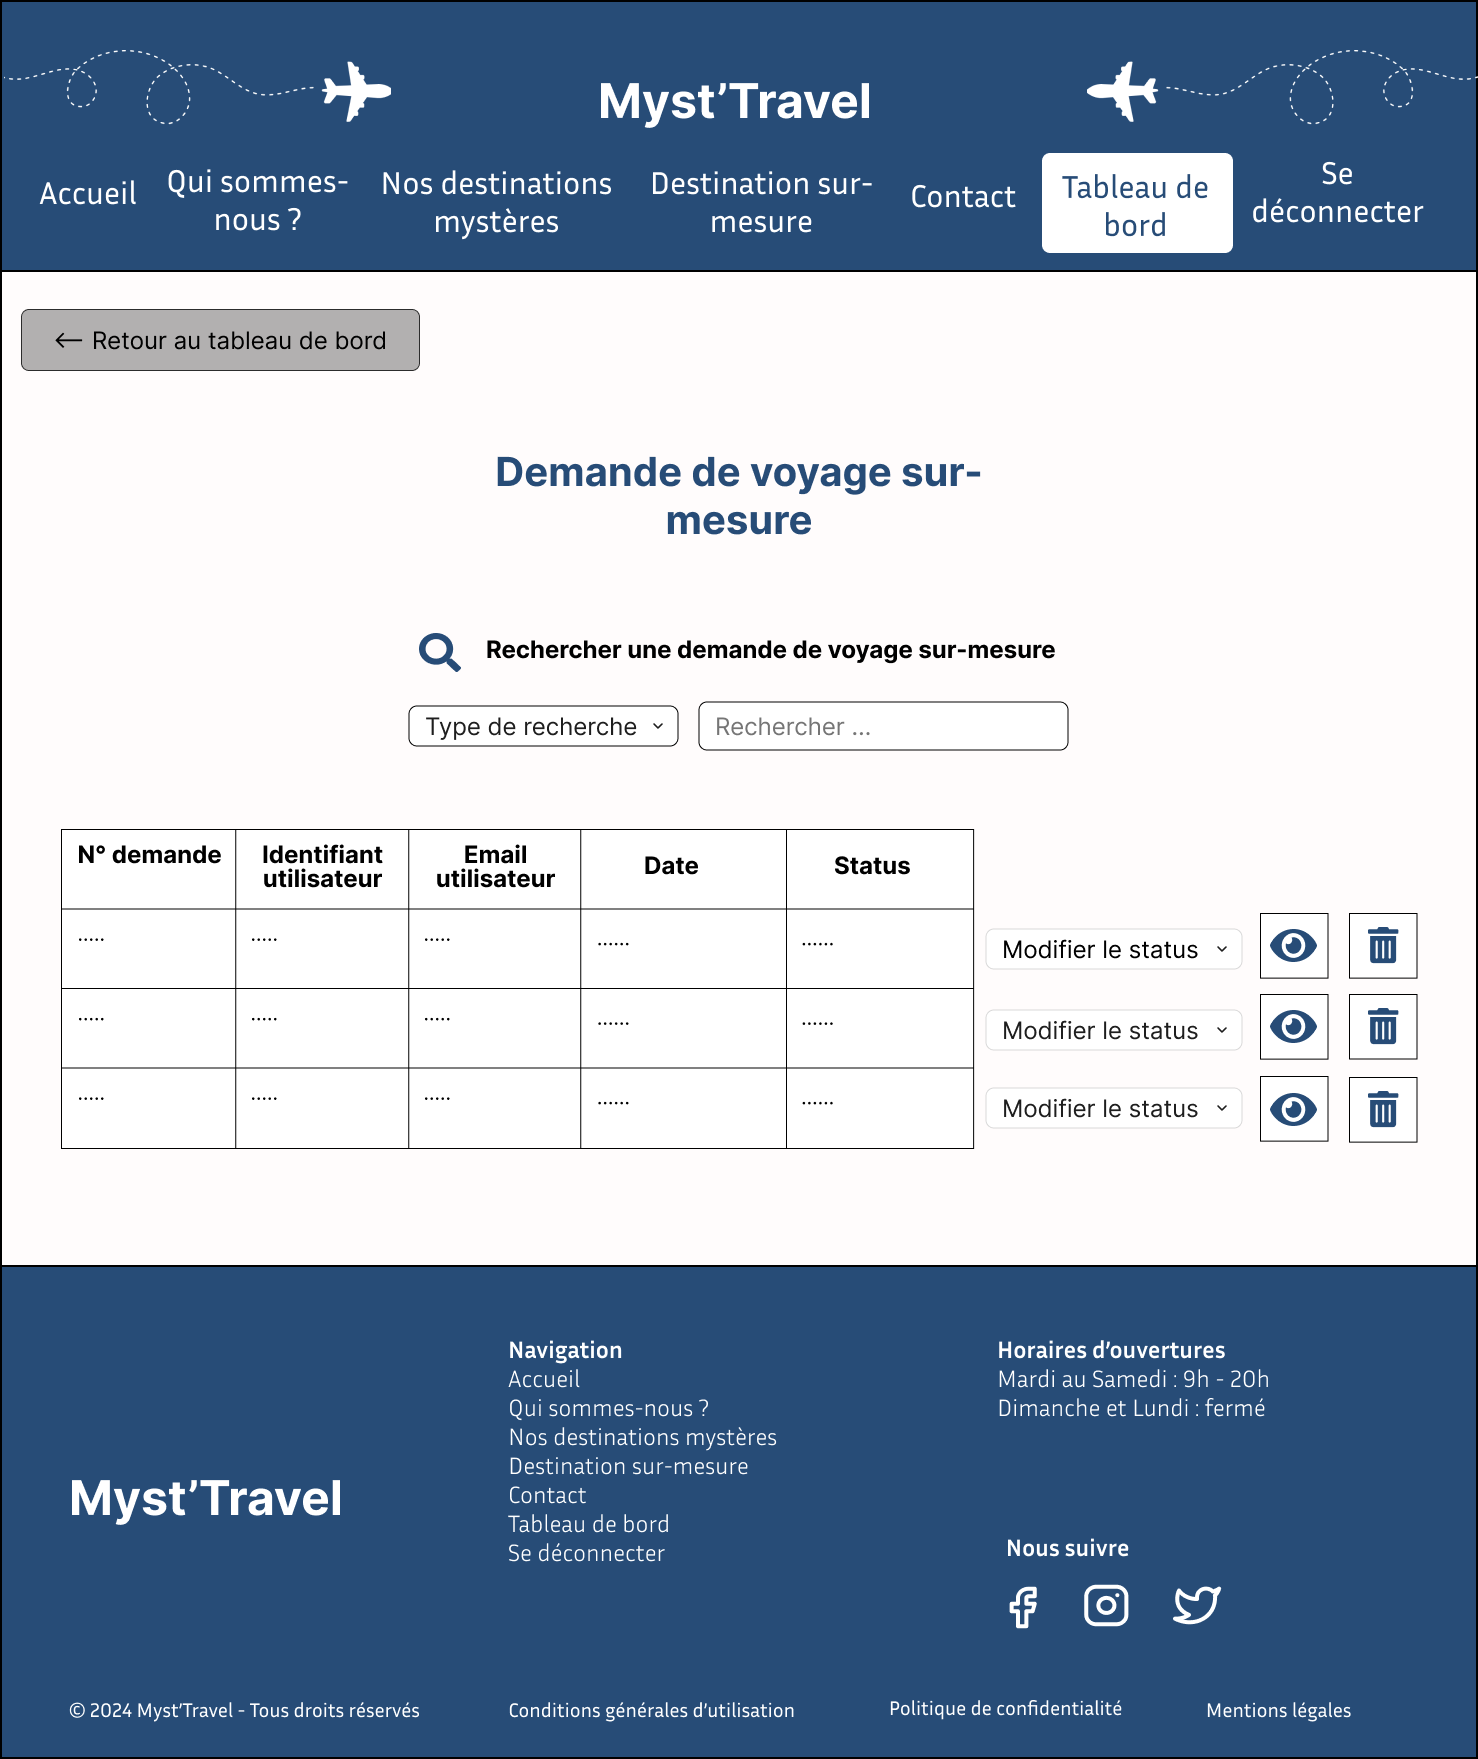 Myst’Travel
Accueil
Qui sommes-
nous ?
Nos destinations
mystères
Destination sur-
mesure
Contact
Tableau de
bord
Se
déconnecter
← Retour au tableau de bord
Demande de voyage sur-
mesure
Rechercher une demande de voyage sur-mesure
Type de recherche
Rechercher ...
N° demande
Identifiant
utilisateur
Email
utilisateur
Date
Status
..... ..... ..... ...... ......
Modifier le status
..... ..... ..... ...... ......
Modifier le status
..... ..... ..... ...... ......
Modifier le status
Myst’Travel
Navigation
Accueil
Qui sommes-nous ?
Nos destinations mystères
Destination sur-mesure
Contact
Tableau de bord
Se déconnecter
Horaires d’ouvertures
Mardi au Samedi : 9h - 20h
Dimanche et Lundi : fermé
Nous suivre
© 2024 Myst’Travel - Tous droits réservés
Conditions générales d’utilisation
Politique de confidentialité
Mentions légales